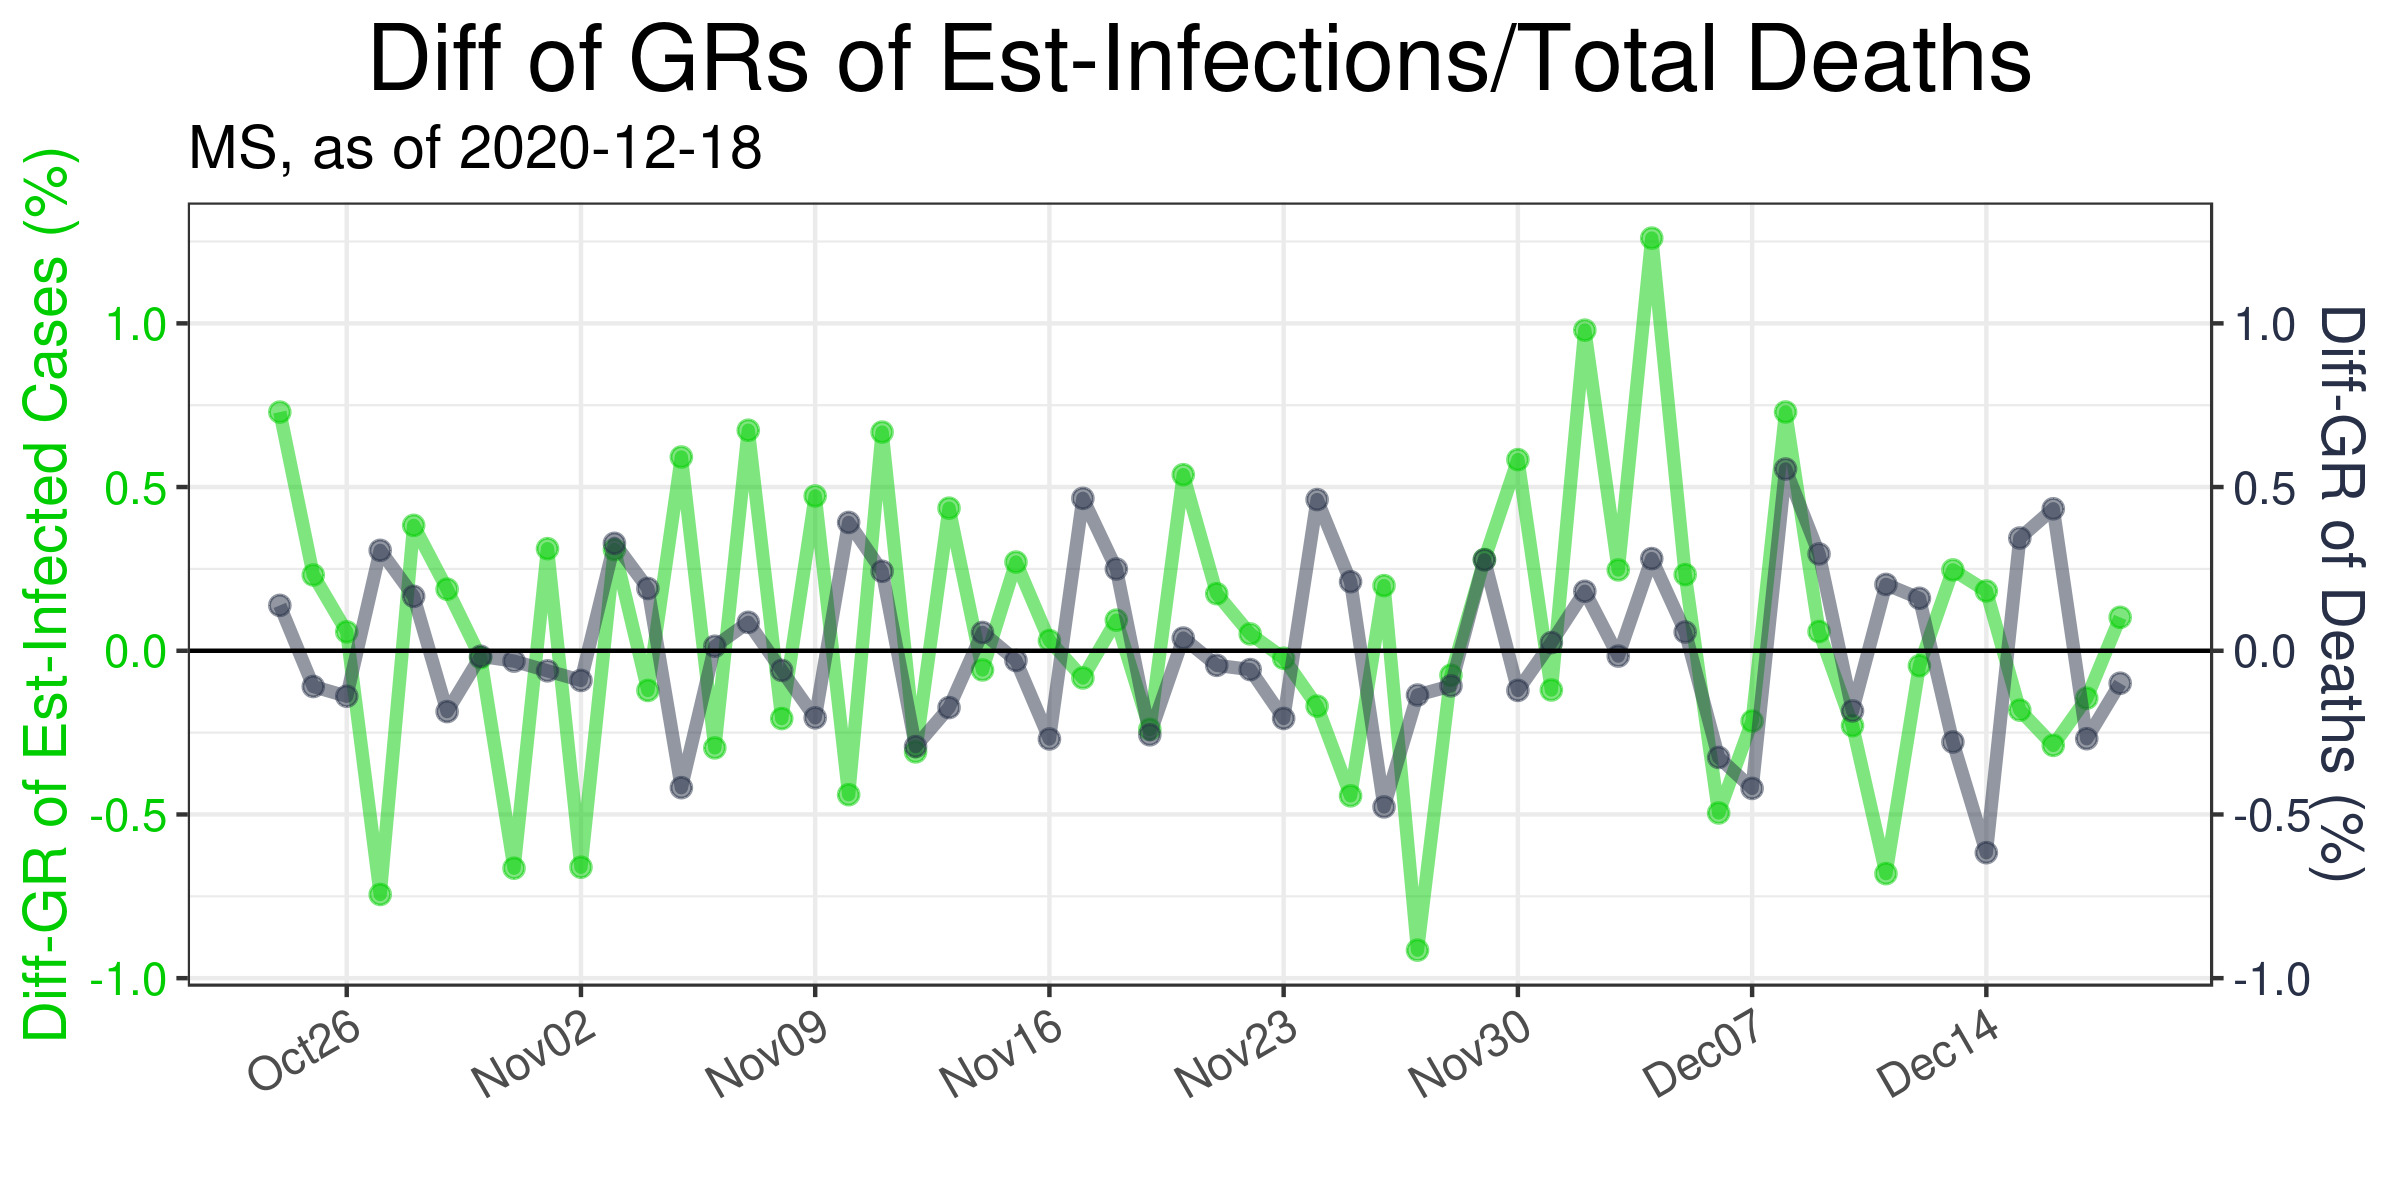 Diff of GRs of Est-Infections/Total Deaths
MS, as of 2020-12-18
Diff-GR of Est-Infected Cases (%)
1.0
0.5
0.0
-0.5
-1.0
1.0
0.5
0.0
-0.5
-1.0
Diff-GR of Deaths (%)
Oct26
Nov02
Nov09
Nov16
Nov23
Nov30
Dec07
Dec14